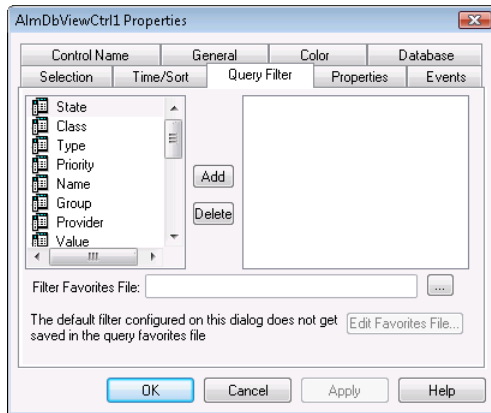 AlmDbViewCtrl1 Properties
Control Name
General
Color
Database
Selection
Time/Sort
Query Filter
Properties
Events
State
Class
Type
Priority
Name
Group
Provider
Value
Add
Delete
Filter Favorites File:
...
The default filter configured on this dialog does not get
saved in the query favorites file
Edit Favorites File...
OK
Cancel
Apply
Help